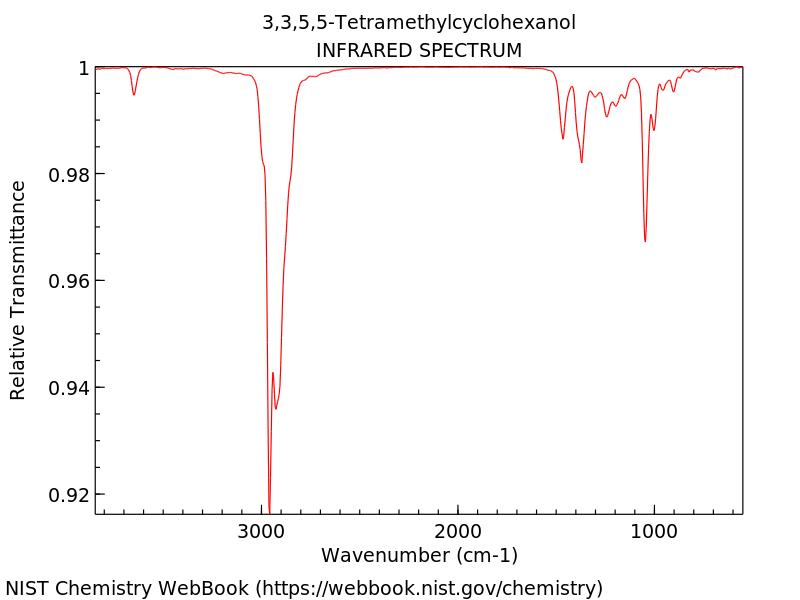 3,3,5,5-Tetramethylcyclohexanol
INFRARED SPECTRUM
1
0.98
0.96
0.94
0.92
Relative Transmittance
3000
2000
1000
Wavenumber (cm-1)
NIST Chemistry WebBook (https://webbook.nist.gov/chemistry)